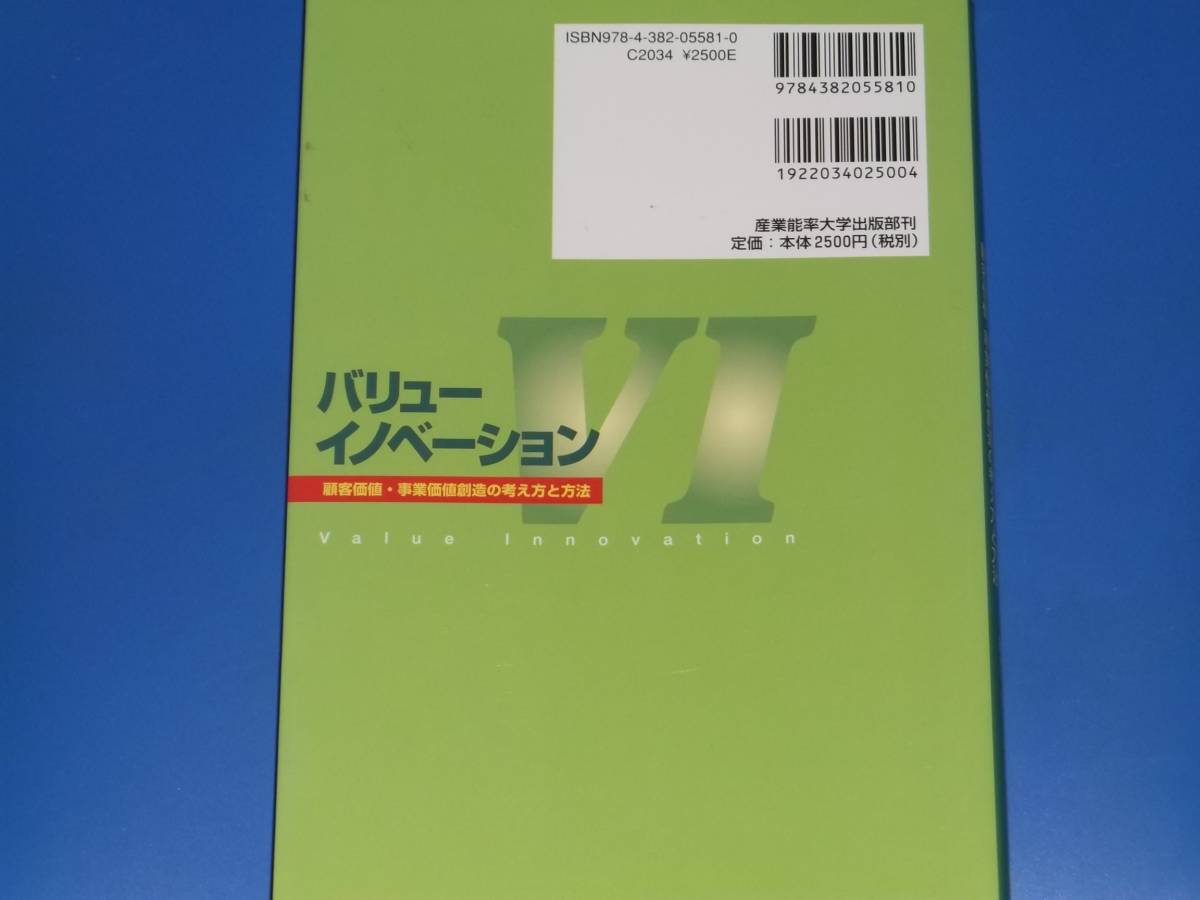 ISBN978-4-382-05581-0
C2034 ¥2500E
9784382055810
1922034025004
産業能率大学出版部刊
定価：本体2500円（税別）
VI
バリュー
イノベーション
顧客価値・事業価値創造の考え方と方法
Value Innovation